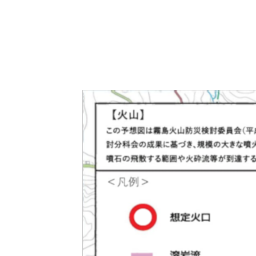 【火山】
この予想図は霧島火山防災検討委員会(平
討分科会の成果に基づき、規模の大きな噴
噴石の飛散する範囲や火砕流等が到達する
＜凡例＞
想定火口
溶岩流